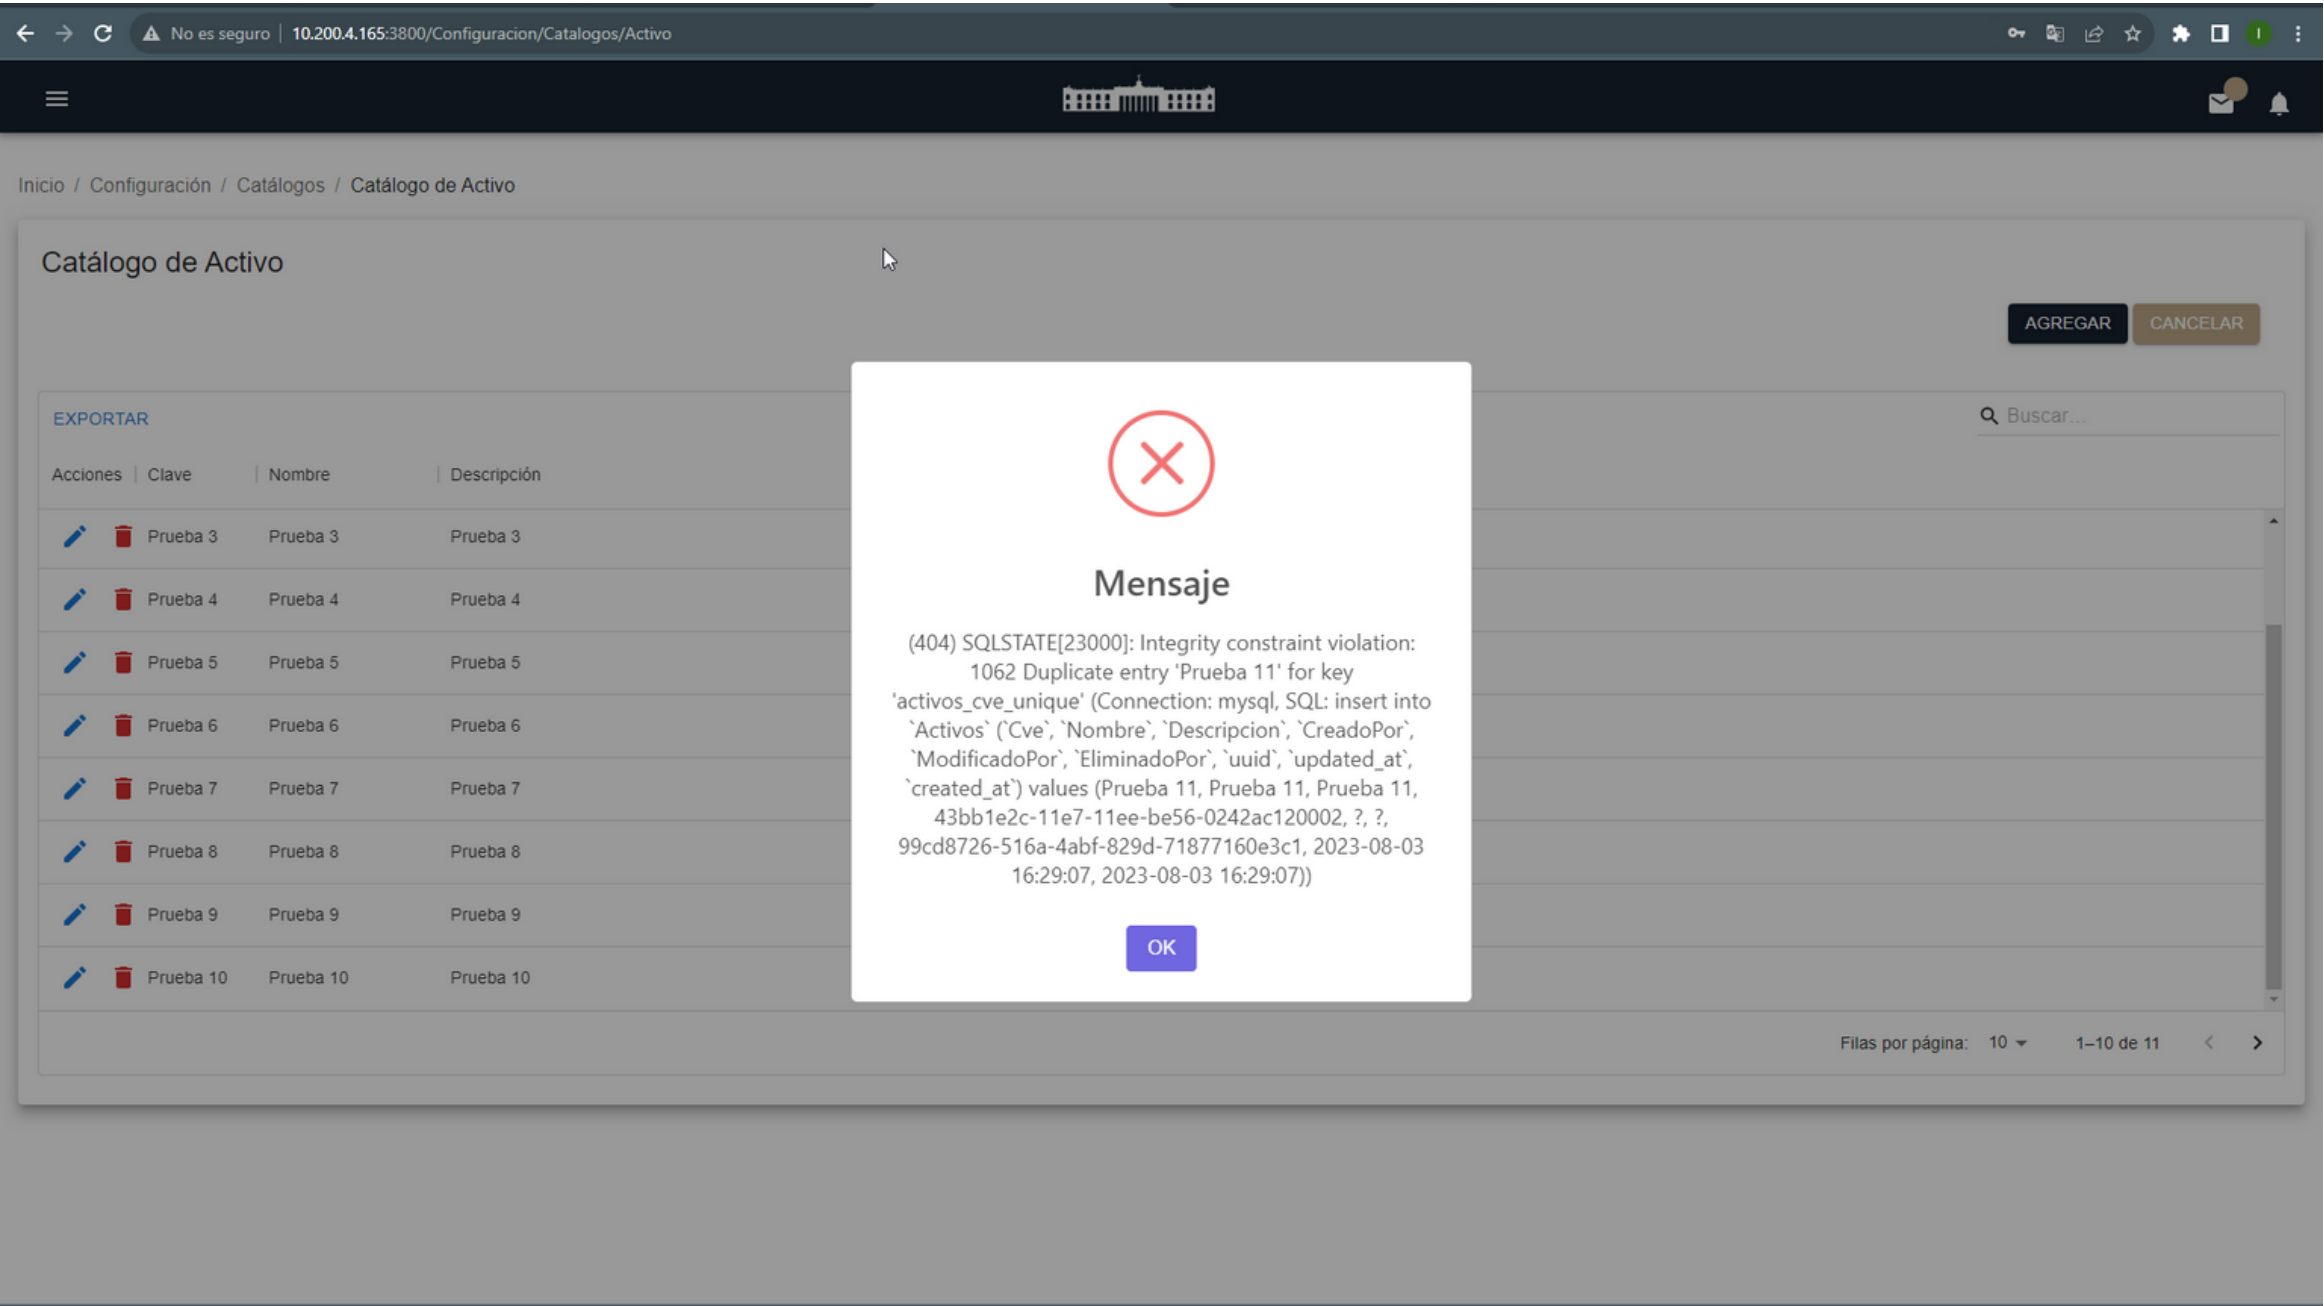 No es seguro | 10.200.4.165:3800/Configuracion/Catalogos/Activo
I
Inicio / Configuración / Catálogos / Catálogo de Activo
Catálogo de Activo
AGREGAR CANCELAR
EXPORTAR
Buscar...
Acciones Clave Nombre Descripción
Prueba 3 Prueba 3 Prueba 3
Prueba 4 Prueba 4 Prueba 4
Prueba 5 Prueba 5 Prueba 5
Prueba 6 Prueba 6 Prueba 6
Prueba 7 Prueba 7 Prueba 7
Prueba 8 Prueba 8 Prueba 8
Prueba 9 Prueba 9 Prueba 9
Prueba 10 Prueba 10 Prueba 10
Mensaje
(404) SQLSTATE[23000]: Integrity constraint violation:
1062 Duplicate entry 'Prueba 11' for key
'activos_cve_unique' (Connection: mysql, SQL: insert into
`Activos` (`Cve`, `Nombre`, `Descripcion`, `CreadoPor`,
`ModificadoPor`, `EliminadoPor`, `uuid`, `updated_at`,
`created_at`) values (Prueba 11, Prueba 11, Prueba 11,
43bb1e2c-11e7-11ee-be56-0242ac120002, ?, ?,
99cd8726-516a-4abf-829d-71877160e3c1, 2023-08-03
16:29:07, 2023-08-03 16:29:07))
OK
Filas por página: 10 1–10 de 11